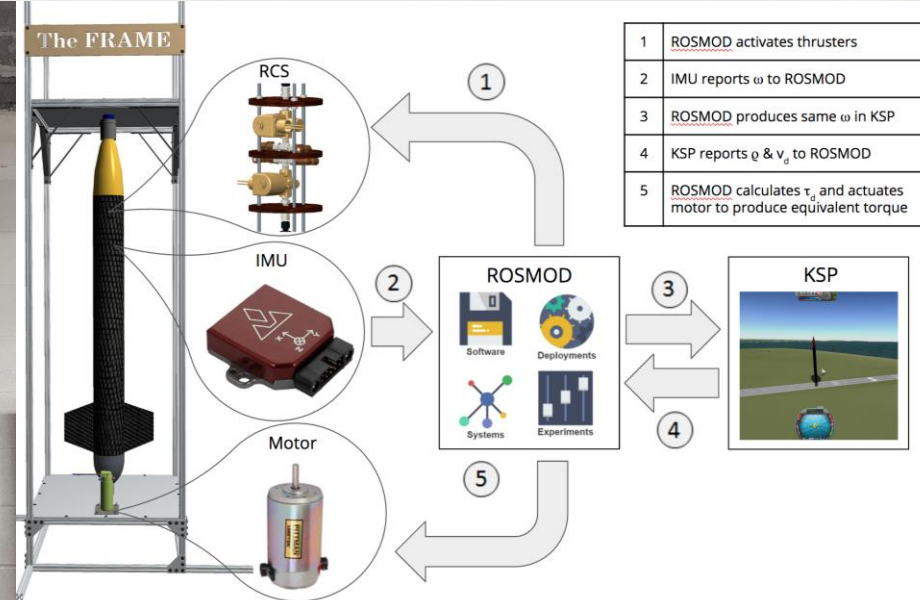 The FRAME
RCS
1
IMU
2
Motor
5
ROSMOD
Software
Deployments
Systems
Experiments
3
4
KSP
1 ROSMOD activates thrusters
2 IMU reports ω to ROSMOD
3 ROSMOD produces same ω in KSP
4 KSP reports ϱ & v_d to ROSMOD
5 ROSMOD calculates τ_d and actuates
motor to produce equivalent torque
X
Y
Z
PITTMAN